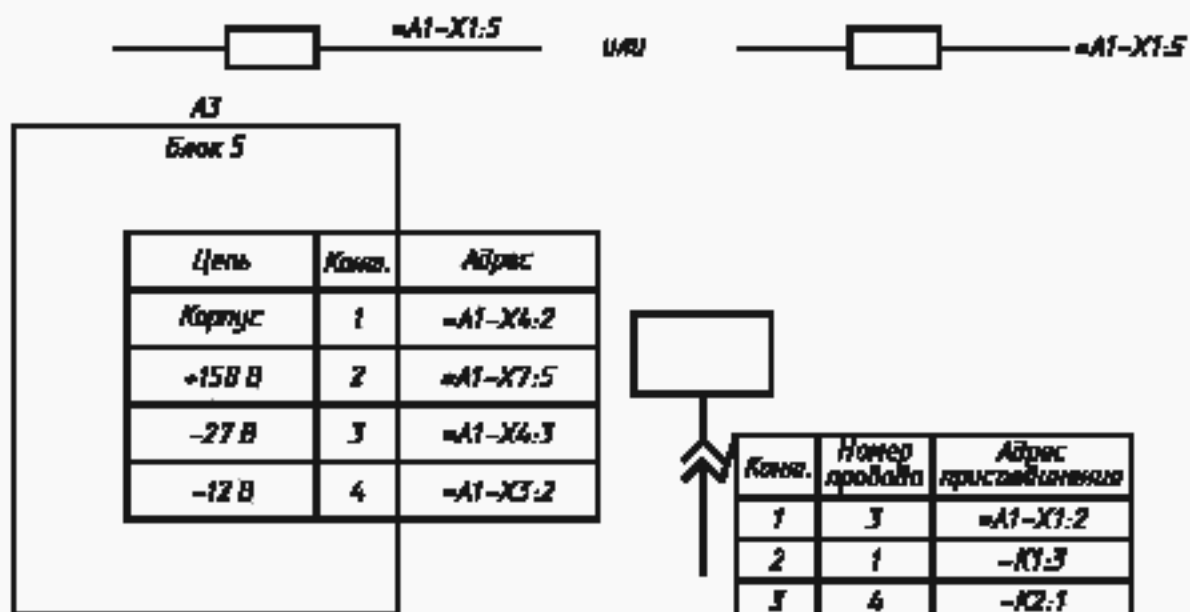 =A1-X1:5 или =A1-X1:5
A3
Блок 5
Цепь Конт. Адрес
Корпус 1 =A1-X4:2
+158 В 2 =A1-X7:5
-27 В 3 =A1-X4:3
-12 В 4 =A1-X3:2
Конт. Номер провода Адрес присоединения
1 3 =A1-X1:2
2 1 -K1:3
3 4 -K2:1